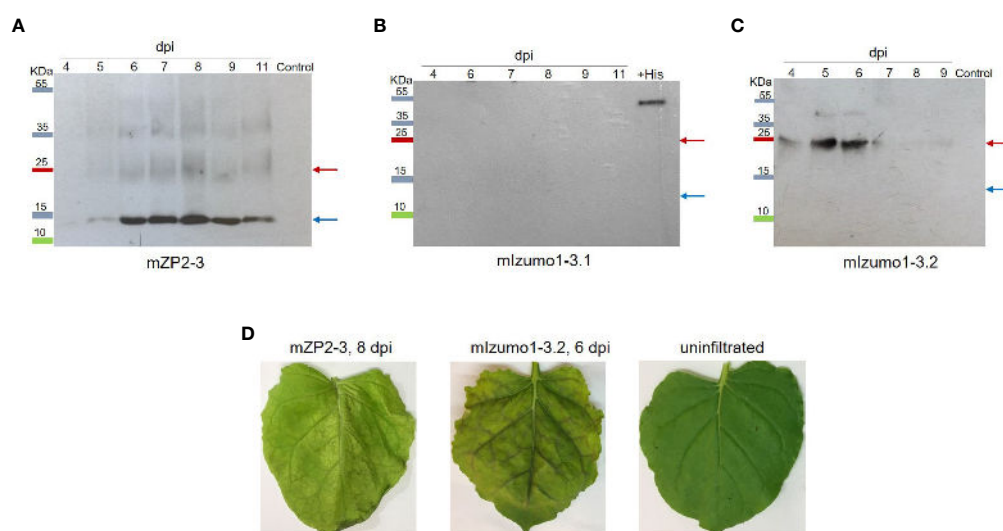 A
dpi
KDa 4 5 6 7 8 9 11 Control
55
35
25
15
10
mZP2-3
B
dpi
KDa 4 6 7 8 9 11 +His
55
35
25
15
10
mIzumo1-3.1
C
dpi
KDa 4 5 6 7 8 9 Control
55
35
25
15
10
mIzumo1-3.2
D
mZP2-3, 8 dpi
mIzumo1-3.2, 6 dpi
uninfiltrated